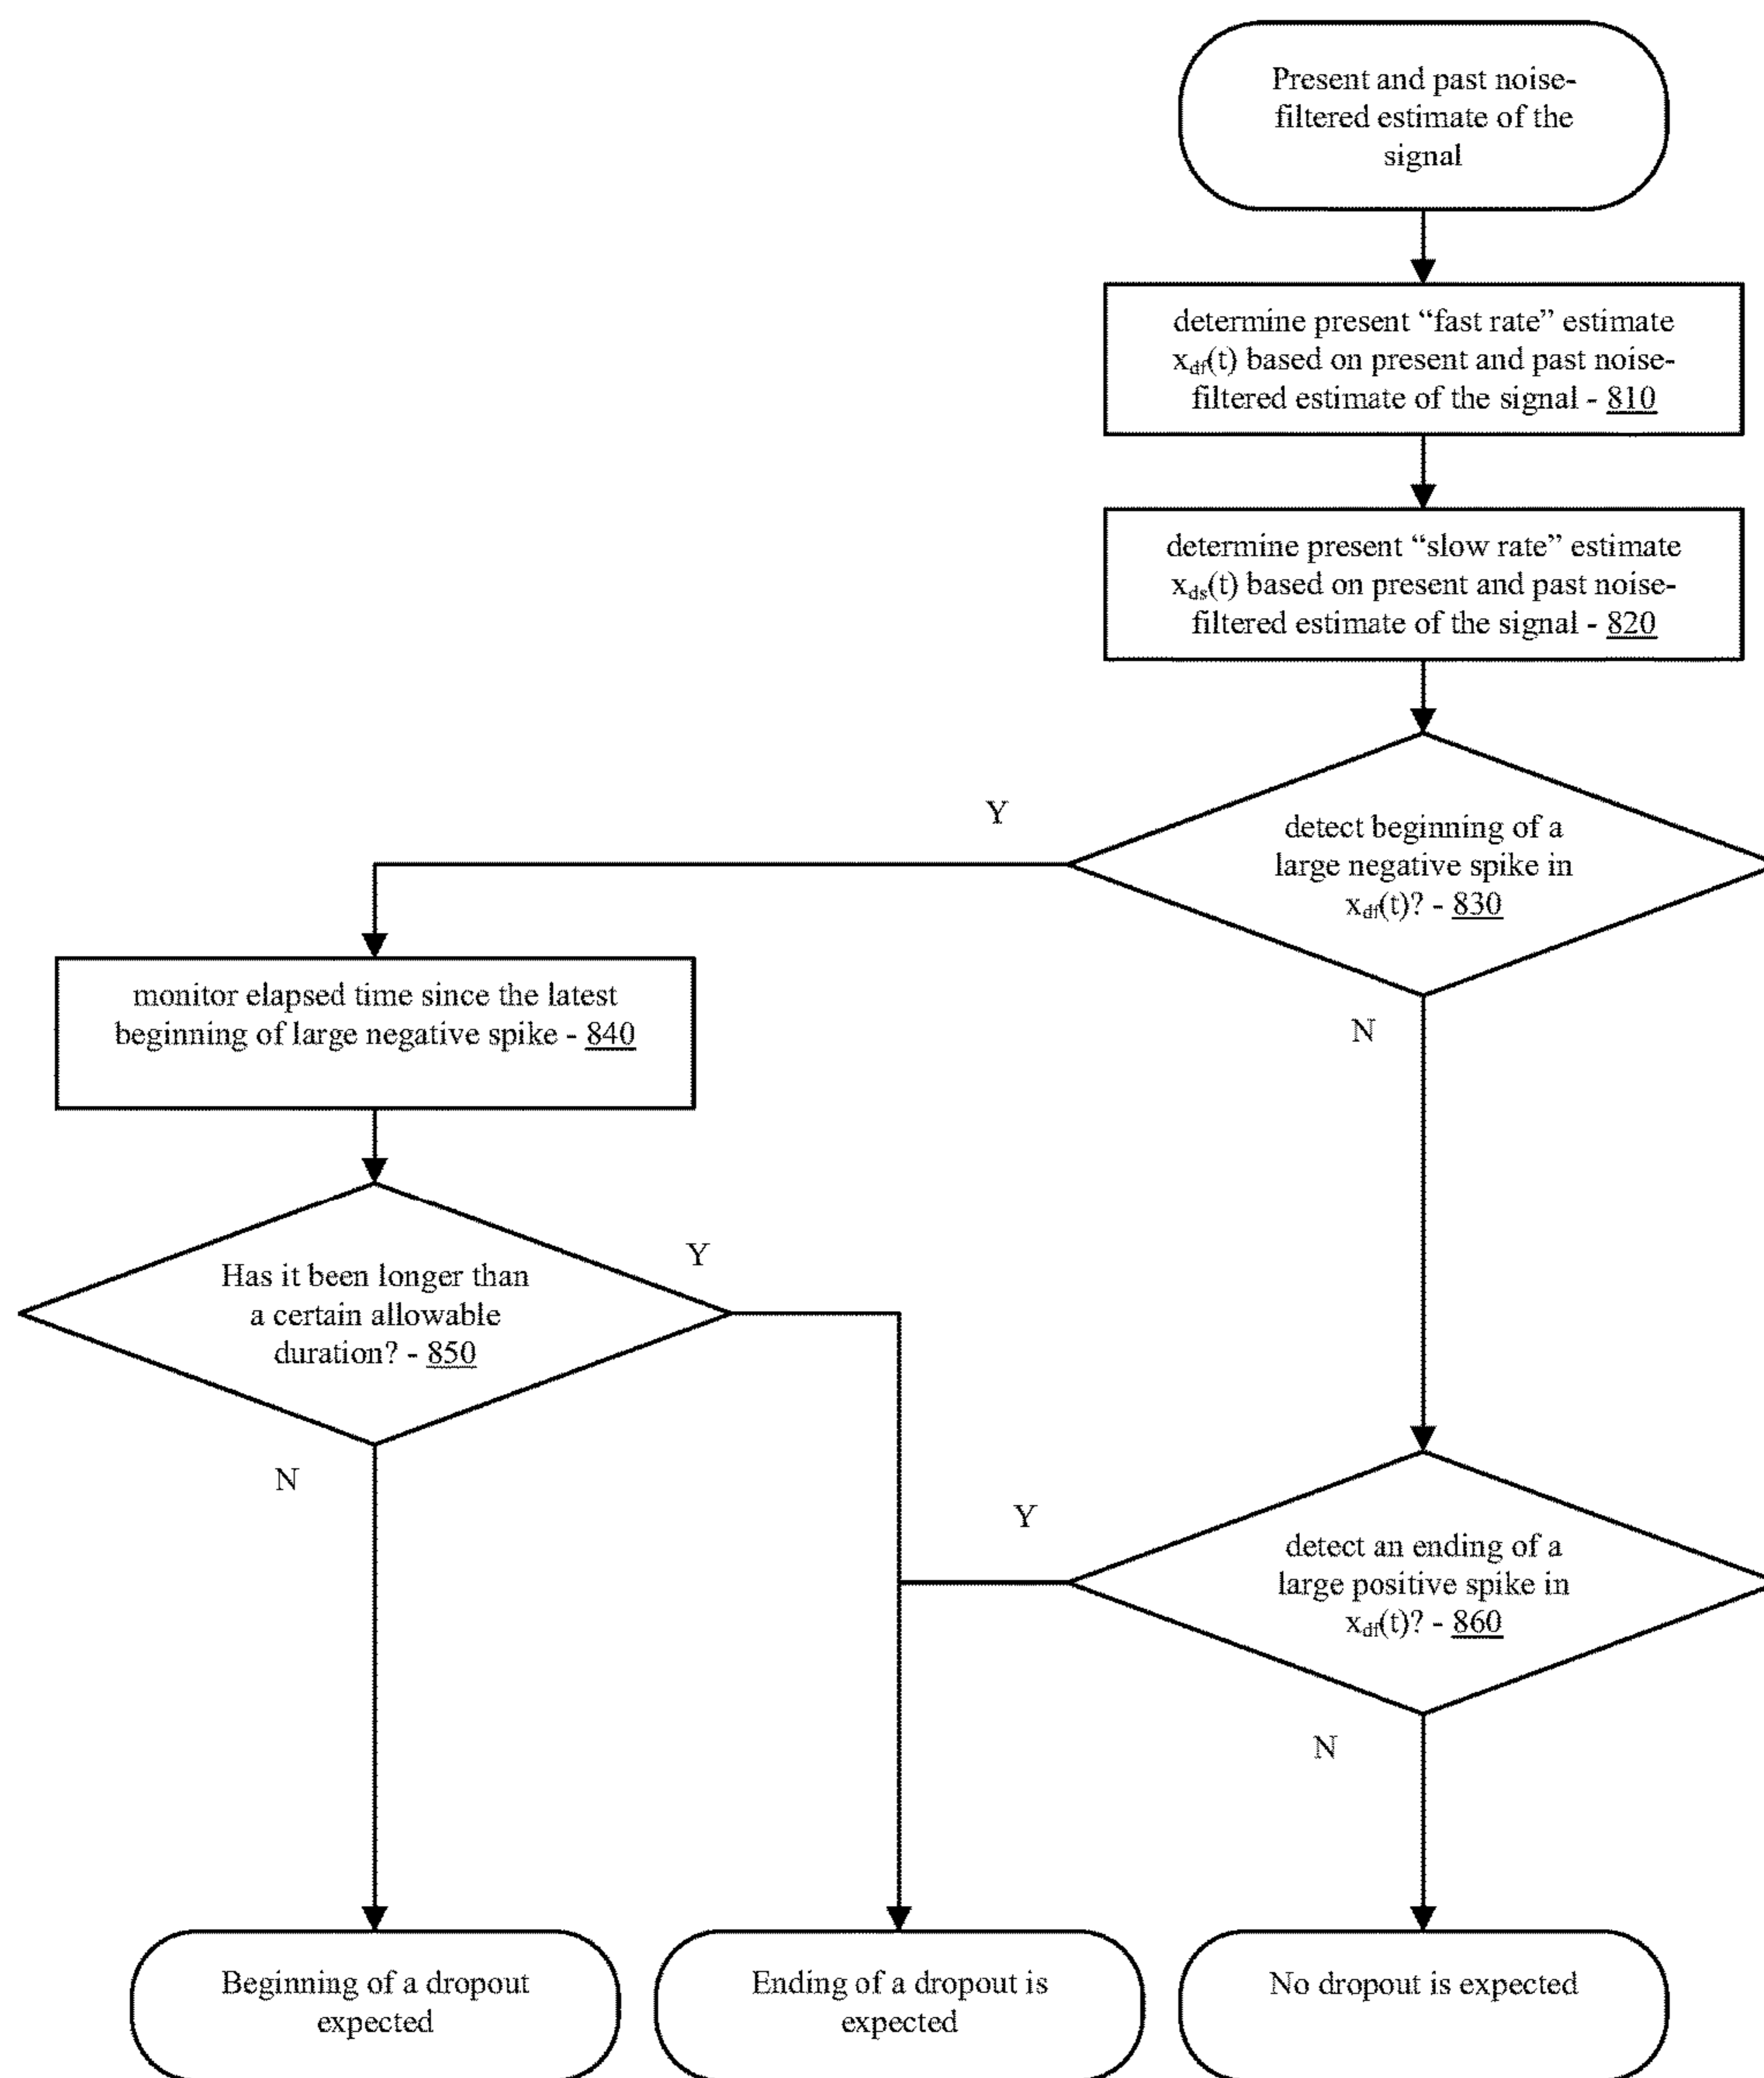 Present and past noise-
filtered estimate of the
signal
determine present “fast rate” estimate
xdf(t) based on present and past noise-
filtered estimate of the signal - 810
determine present “slow rate” estimate
xds(t) based on present and past noise-
filtered estimate of the signal - 820
Y
detect beginning of a
large negative spike in
xdf(t)? - 830
N
monitor elapsed time since the latest
beginning of large negative spike - 840
Y
Has it been longer than
a certain allowable
duration? - 850
N
Y
detect an ending of a
large positive spike in
xdf(t)? - 860
N
Beginning of a dropout
expected
Ending of a dropout is
expected
No dropout is expected